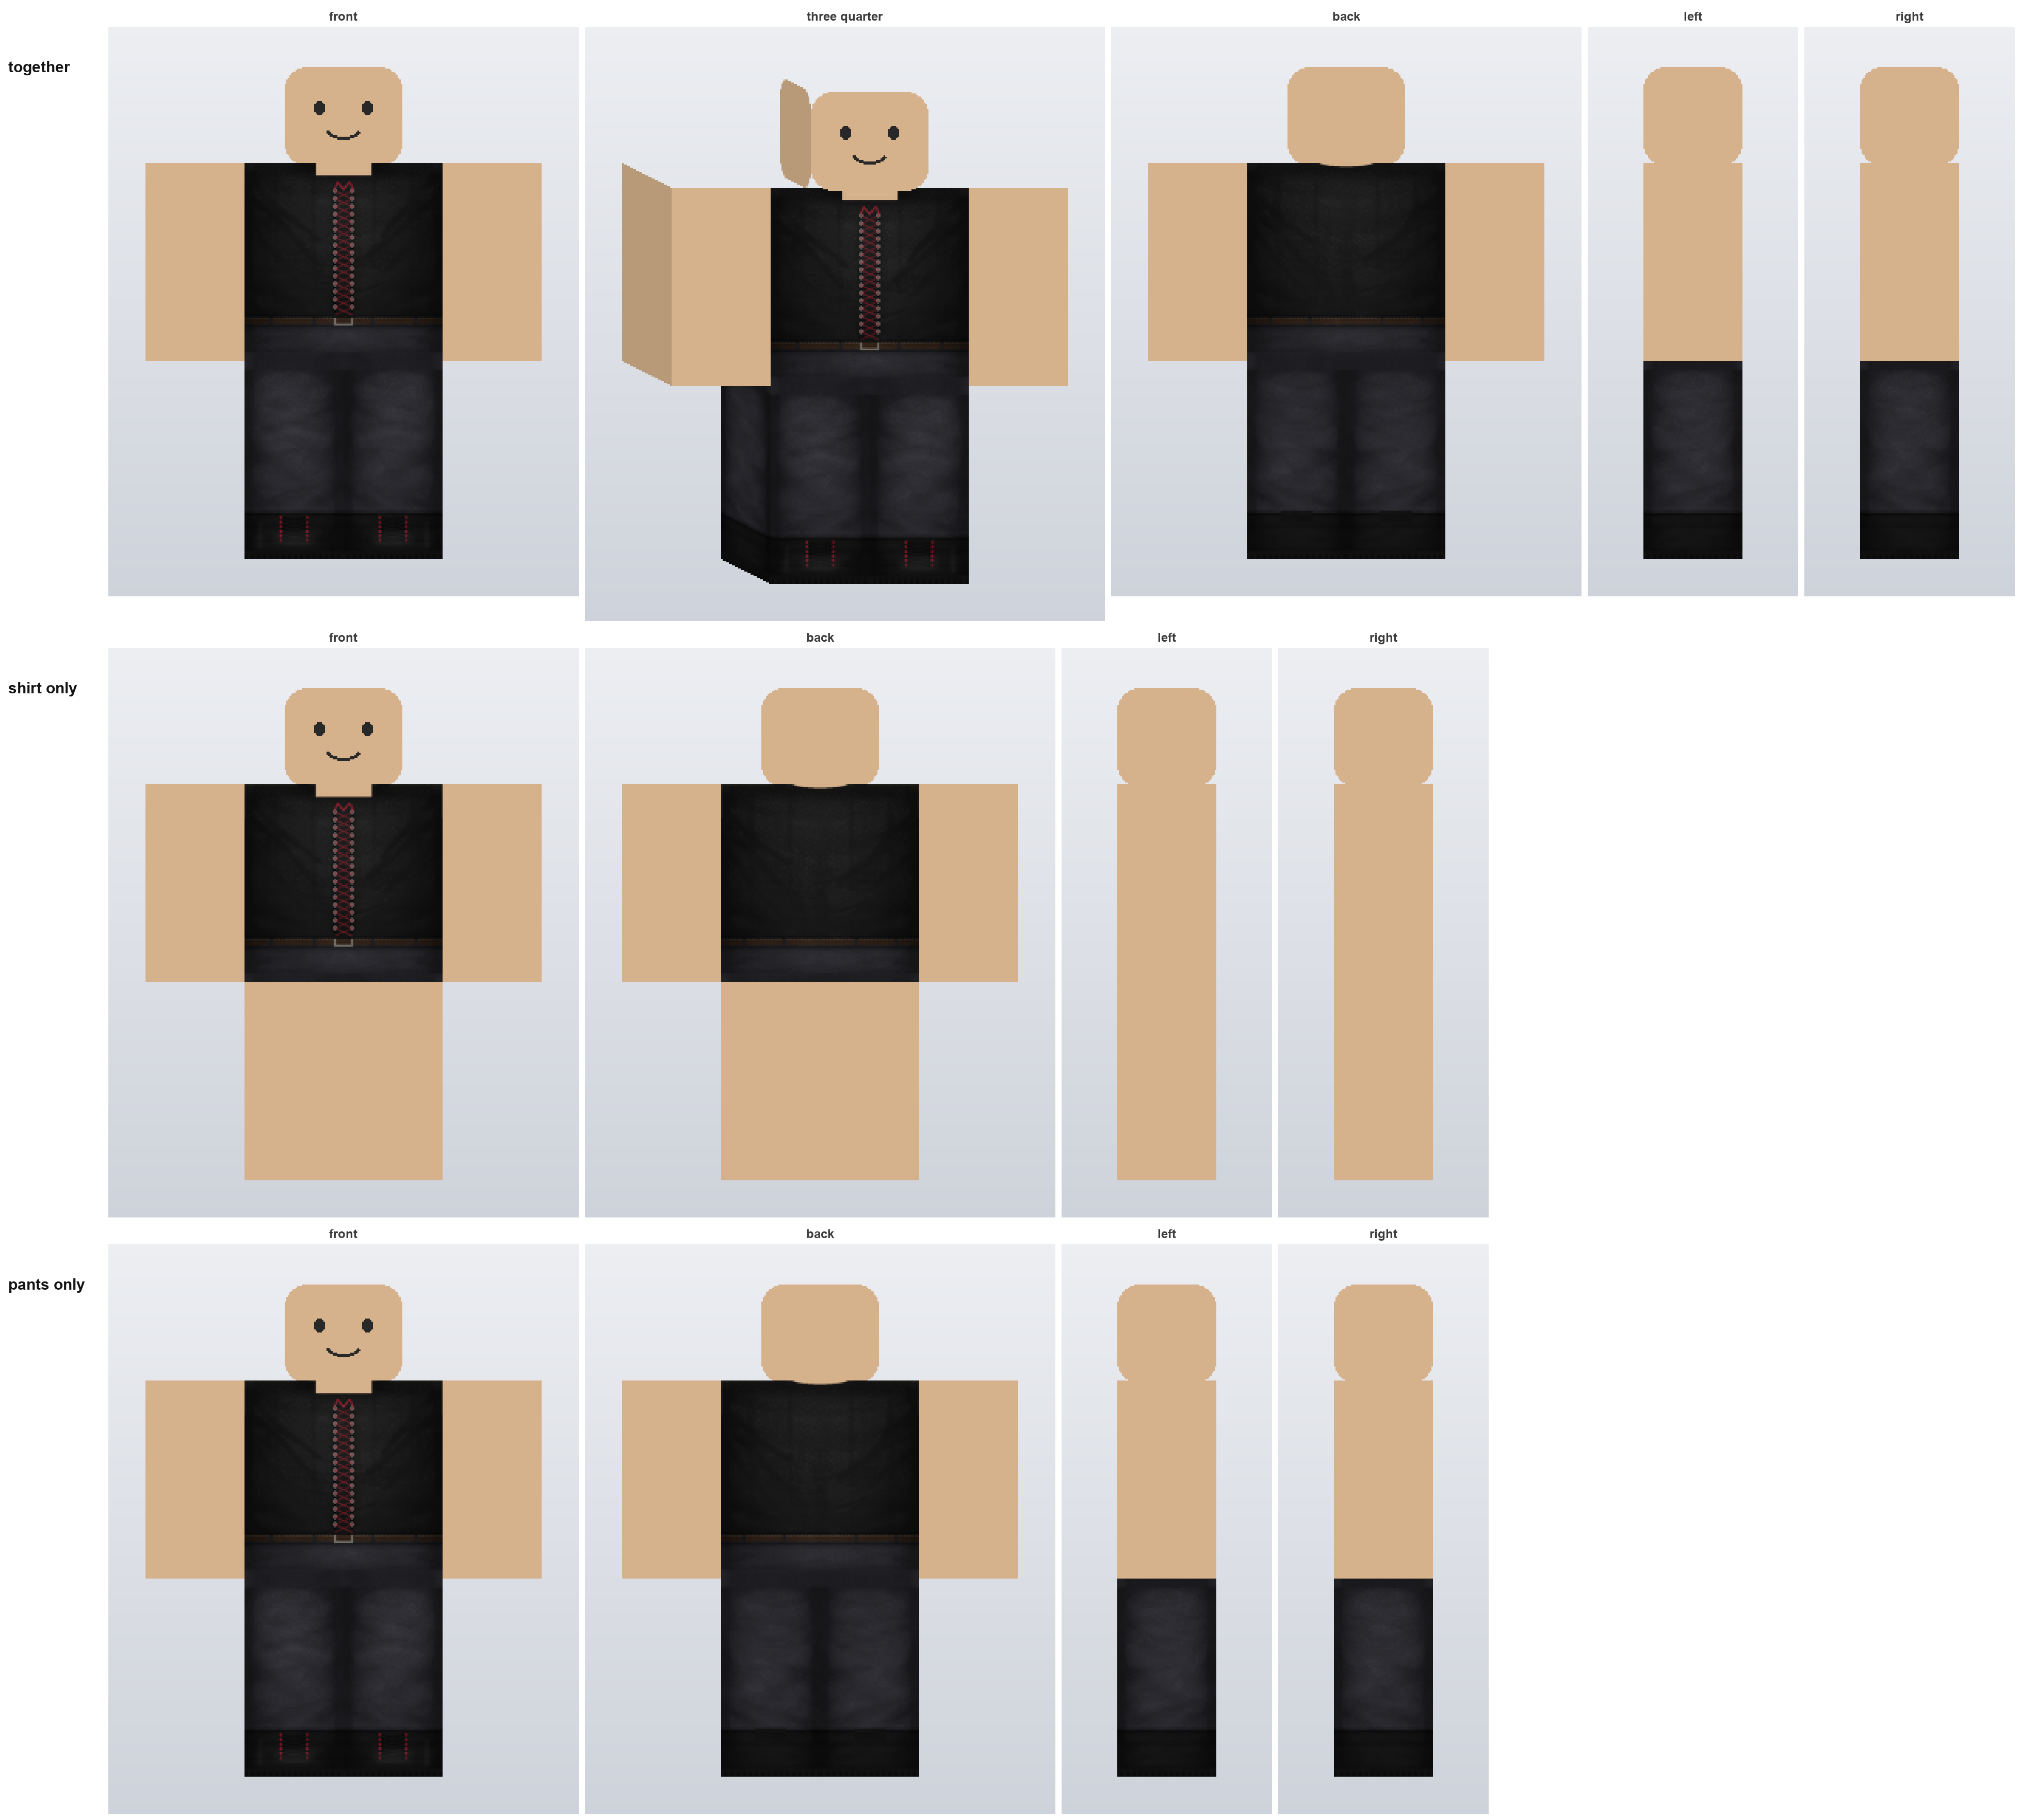 front
three quarter
back
left
right
together
front
back
left
right
shirt only
front
back
left
right
pants only